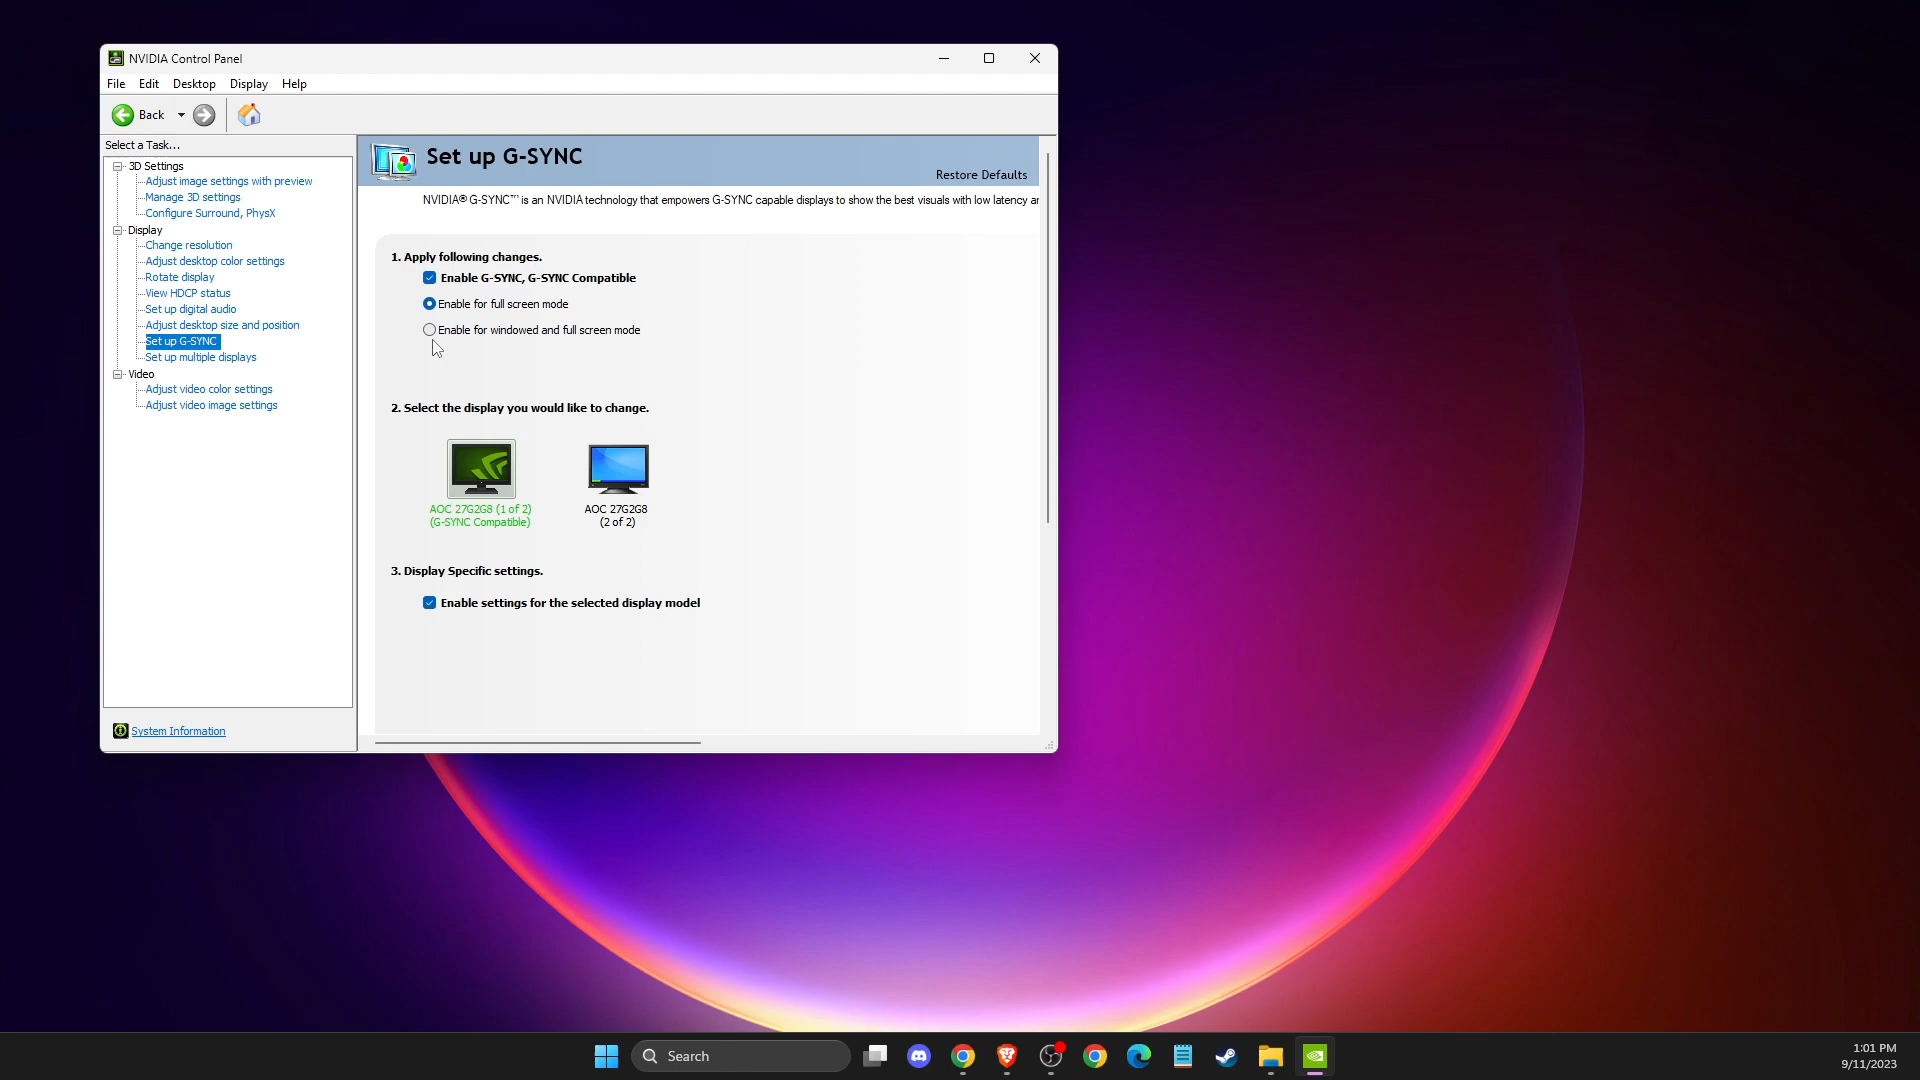 NVIDIA Control Panel
File Edit Desktop Display Help
Back
Select a Task...
3D Settings
Adjust image settings with preview
Manage 3D settings
Configure Surround, PhysX
Display
Change resolution
Adjust desktop color settings
Rotate display
View HDCP status
Set up digital audio
Adjust desktop size and position
Set up G-SYNC
Set up multiple displays
Video
Adjust video color settings
Adjust video image settings
System Information
Set up G-SYNC
Restore Defaults
NVIDIA® G-SYNC™ is an NVIDIA technology that empowers G-SYNC capable displays to show the best visuals with low latency ar
1. Apply following changes.
Enable G-SYNC, G-SYNC Compatible
Enable for full screen mode
Enable for windowed and full screen mode
2. Select the display you would like to change.
AOC 27G2G8 (1 of 2)
(G-SYNC Compatible)
AOC 27G2G8
(2 of 2)
3. Display Specific settings.
Enable settings for the selected display model
Search
1:01 PM
9/11/2023